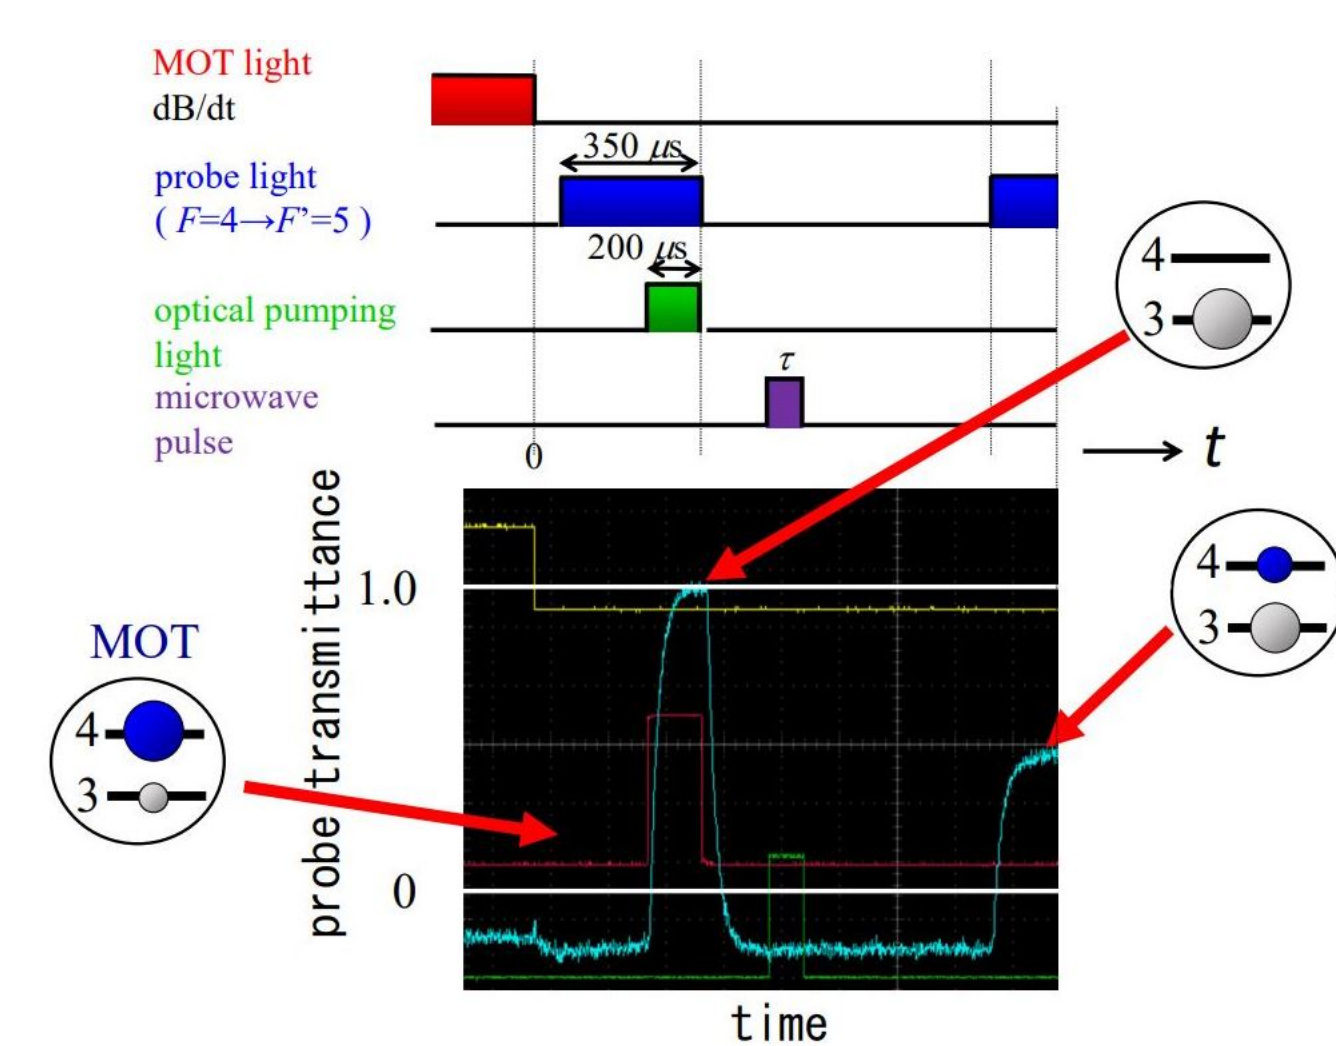 MOT light
dB/dt
350 μs
probe light
( F=4→F’=5 )
200 μs
optical pumping
light
τ
microwave
pulse
0
t
4
3
probe transmittance
1.0
0
MOT
4
3
4
3
time